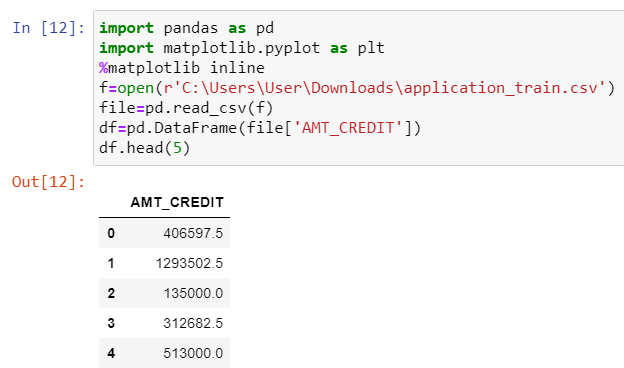 In [12]: import pandas as pd
import matplotlib.pyplot as plt
%matplotlib inline
f=open(r'C:\Users\User\Downloads\application_train.csv')
file=pd.read_csv(f)
df=pd.DataFrame(file['AMT_CREDIT'])
df.head(5)
Out[12]:
AMT_CREDIT
0 406597.5
1 1293502.5
2 135000.0
3 312682.5
4 513000.0